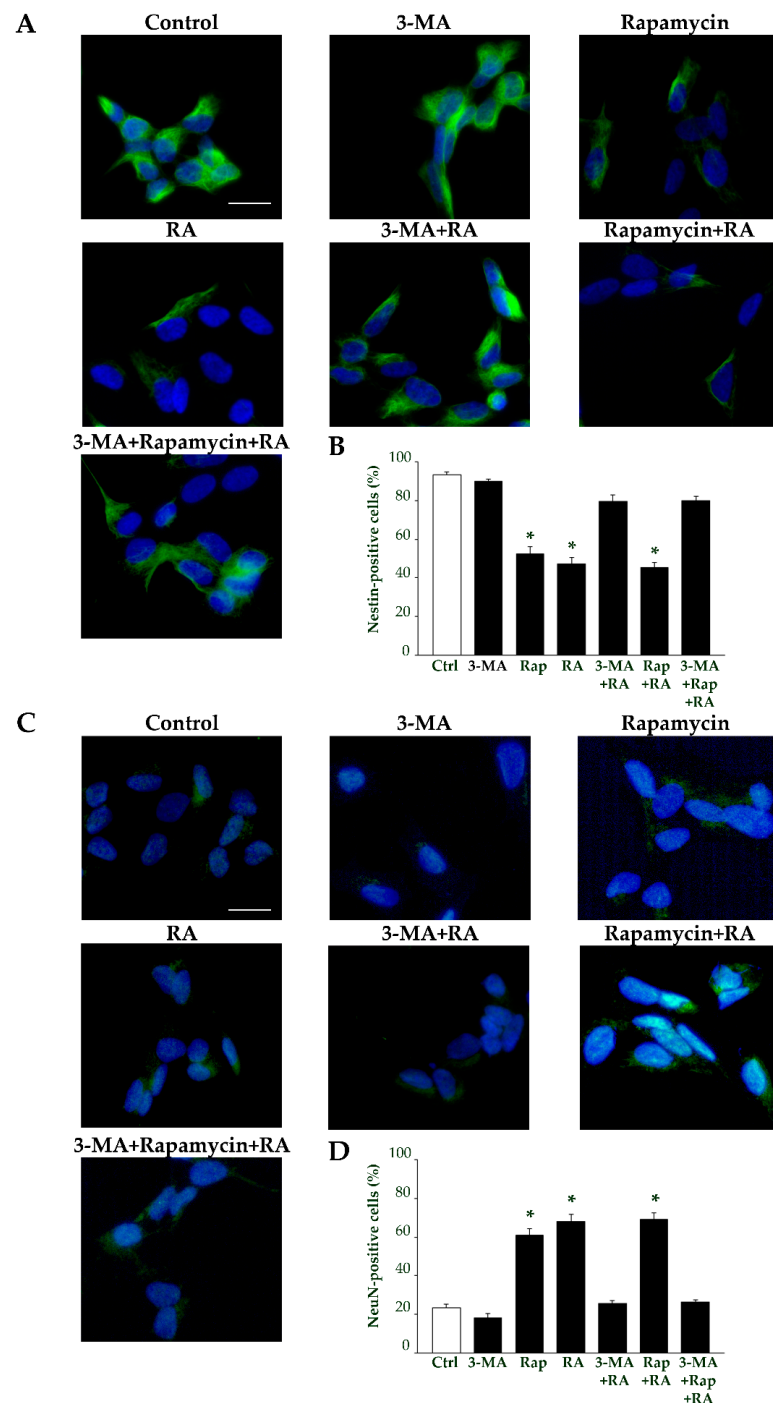 A
Control
3-MA
Rapamycin
RA
3-MA+RA
Rapamycin+RA
3-MA+Rapamycin+RA
B
Nestin-positive cells (%)
100
80
60
40
20
0
* * *
Ctrl 3-MA Rap RA 3-MA Rap 3-MA
+RA +RA +Rap
+RA
C
Control
3-MA
Rapamycin
RA
3-MA+RA
Rapamycin+RA
3-MA+Rapamycin+RA
D
NeuN-positive cells (%)
100
80
60
40
20
0
* * *
Ctrl 3-MA Rap RA 3-MA Rap 3-MA
+RA +RA +Rap
+RA